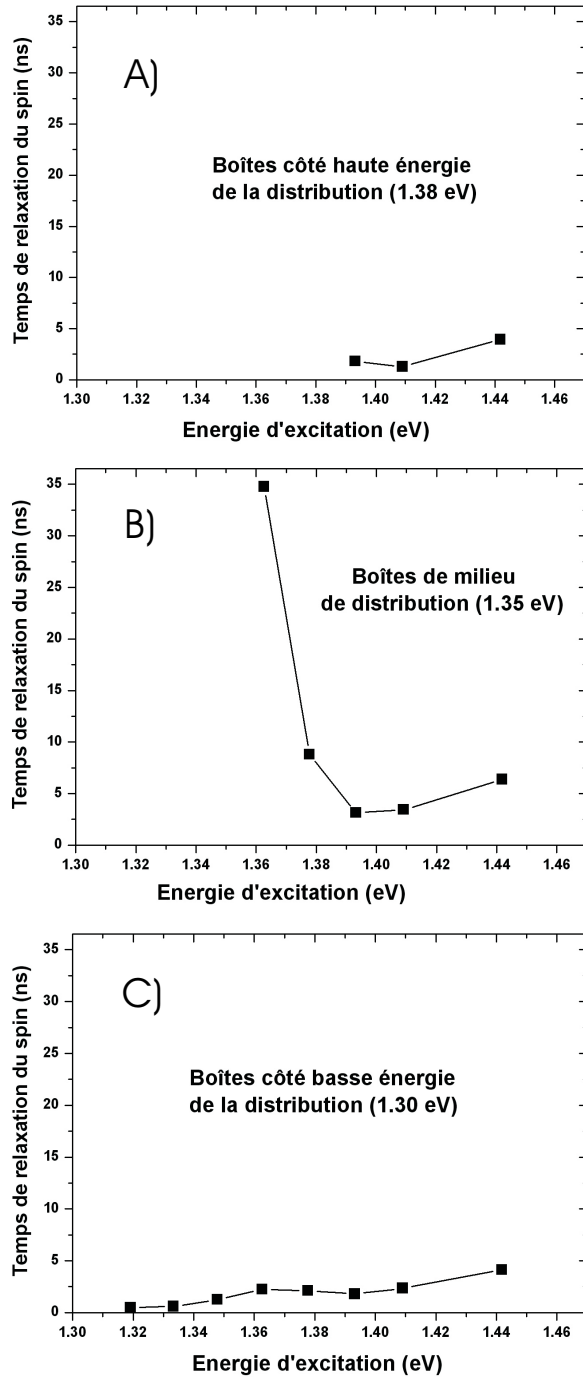 A)
Boîtes côté haute énergie
de la distribution (1.38 eV)
Temps de relaxation du spin (ns)
35
30
25
20
15
10
5
0
1.30 1.32 1.34 1.36 1.38 1.40 1.42 1.44 1.46
Energie d'excitation (eV)
B)
Boîtes de milieu
de distribution (1.35 eV)
Temps de relaxation du spin (ns)
35
30
25
20
15
10
5
0
1.30 1.32 1.34 1.36 1.38 1.40 1.42 1.44 1.46
Energie d'excitation (eV)
C)
Boîtes côté basse énergie
de la distribution (1.30 eV)
Temps de relaxation du spin (ns)
35
30
25
20
15
10
5
0
1.30 1.32 1.34 1.36 1.38 1.40 1.42 1.44 1.46
Energie d'excitation (eV)